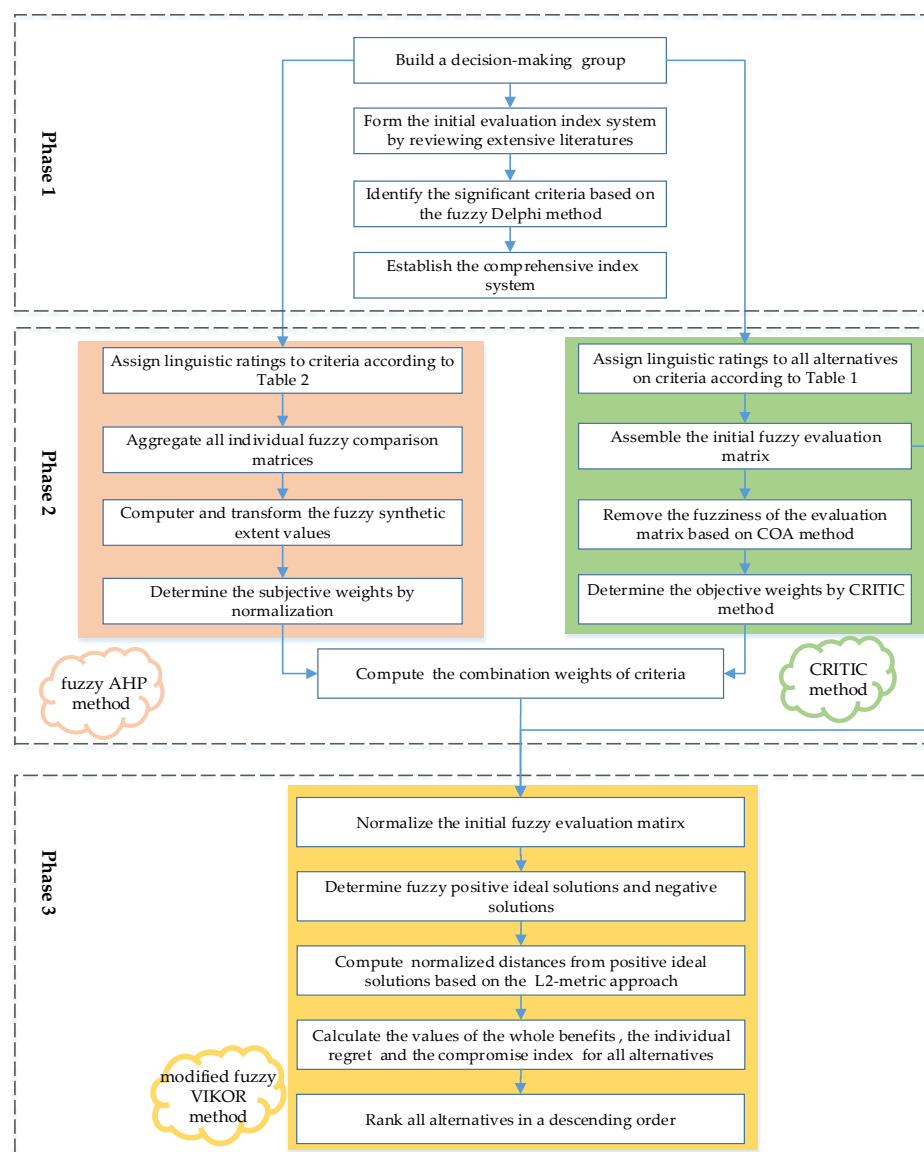 Phase 1
Build a decision-making group
Form the initial evaluation index system
by reviewing extensive literatures
Identify the significant criteria based on
the fuzzy Delphi method
Establish the comprehensive index
system
Phase 2
Assign linguistic ratings to criteria according to
Table 2
Aggregate all individual fuzzy comparison
matrices
Computer and transform the fuzzy synthetic
extent values
Determine the subjective weights by
normalization
fuzzy AHP
method
Assign linguistic ratings to all alternatives
on criteria according to Table 1
Assemble the initial fuzzy evaluation
matrix
Remove the fuzziness of the evaluation
matrix based on COA method
Determine the objective weights by CRITIC
method
CRITIC
method
Compute the combination weights of criteria
Phase 3
Normalize the initial fuzzy evaluation matirx
Determine fuzzy positive ideal solutions and negative
solutions
Compute normalized distances from positive ideal
solutions based on the L2-metric approach
Calculate the values of the whole benefits , the individual
regret and the compromise index for all alternatives
Rank all alternatives in a descending order
modified fuzzy
VIKOR
method